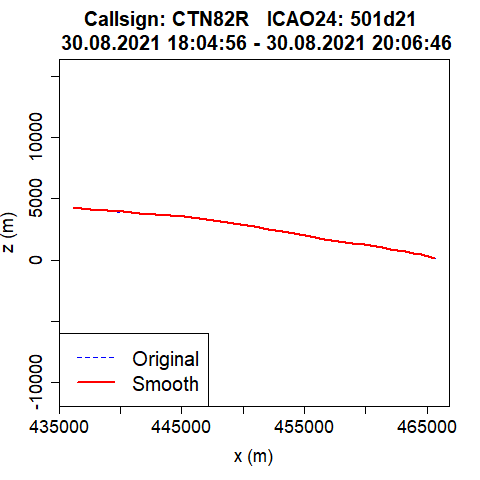 Callsign: CTN82R   ICAO24: 501d21
30.08.2021 18:04:56 - 30.08.2021 20:06:46
z (m)
10000
5000
0
-10000
Original
Smooth
435000 445000 455000 465000
x (m)